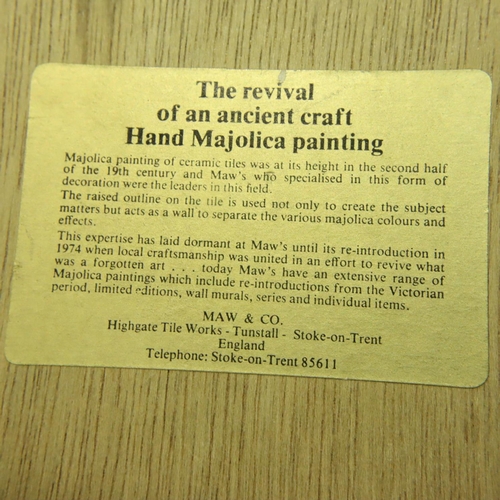 The revival
of an ancient craft
Hand Majolica painting
Majolica painting of ceramic tiles was at its height in the second half
of the 19th century and Maw's who specialised in this form of
decoration were the leaders in this field.
The raised outline on the tile is used not only to create the subject
matters but acts as a wall to separate the various majolica colours and
effects.
This expertise has laid dormant at Maw's until its re-introduction in
1974 when local craftsmanship was united in an effort to revive what
was a forgotten art . . . today Maw's have an extensive range of
Majolica paintings which include re-introductions from the Victorian
period, limited editions, wall murals, series and individual items.
MAW & CO.
Highgate Tile Works - Tunstall - Stoke-on-Trent
England
Telephone: Stoke-on-Trent 85611